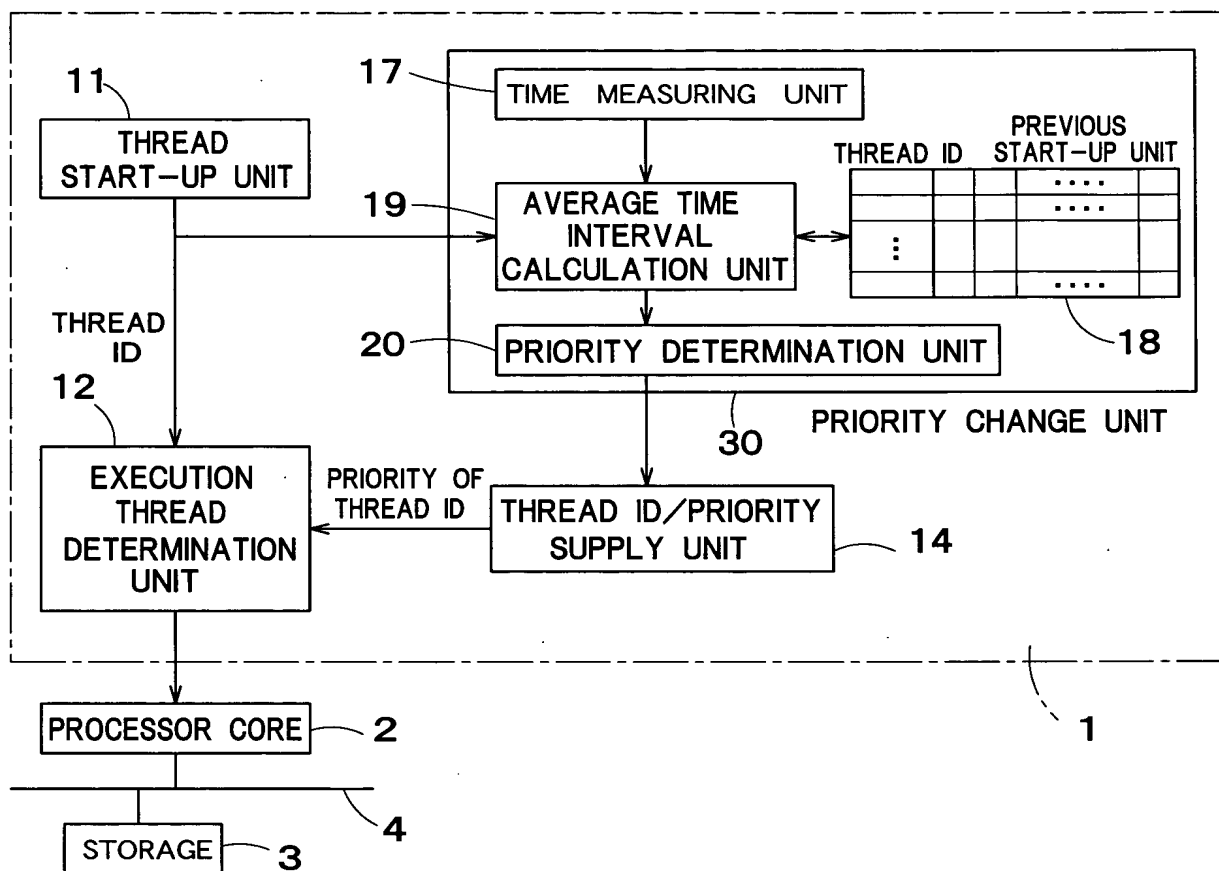 11
THREAD
START-UP UNIT
17
TIME MEASURING UNIT
PREVIOUS
THREAD ID START-UP UNIT
19
AVERAGE TIME
INTERVAL
CALCULATION UNIT
....
....
...
....
18
THREAD
ID
20
PRIORITY DETERMINATION UNIT
30
PRIORITY CHANGE UNIT
12
EXECUTION
THREAD
DETERMINATION
UNIT
PRIORITY OF
THREAD ID
THREAD ID/PRIORITY
SUPPLY UNIT
14
1
PROCESSOR CORE
2
4
STORAGE
3